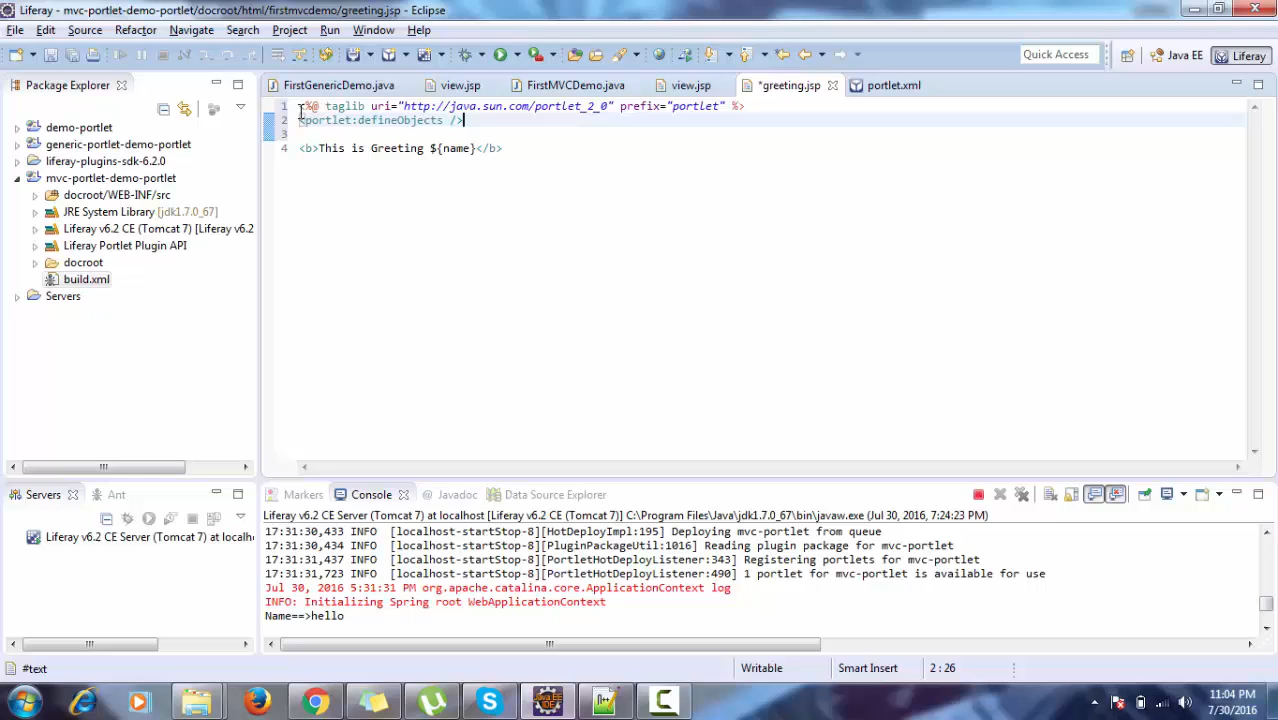 Liferay - mvc-portlet-demo-portlet/docroot/html/firstmvcdemo/greeting.jsp - Eclipse
File Edit Source Refactor Navigate Search Project Run Window Help
Quick Access Java EE Liferay
Package Explorer
demo-portlet
generic-portlet-demo-portlet
liferay-plugins-sdk-6.2.0
mvc-portlet-demo-portlet
docroot/WEB-INF/src
JRE System Library [jdk1.7.0_67]
Liferay v6.2 CE (Tomcat 7) [Liferay v6.2
Liferay Portlet Plugin API
docroot
build.xml
Servers
FirstGenericDemo.java view.jsp FirstMVCDemo.java view.jsp *greeting.jsp portlet.xml
1 <%@ taglib uri="http://java.sun.com/portlet_2_0" prefix="portlet" %>
2 <portlet:defineObjects />
3
4 <b>This is Greeting ${name}</b>
Servers Ant
Liferay v6.2 CE Server (Tomcat 7) at localh
Markers Console Javadoc Data Source Explorer
Liferay v6.2 CE Server (Tomcat 7) at localhost [Liferay v6.2 CE (Tomcat 7)] C:\Program Files\Java\jdk1.7.0_67\bin\javaw.exe (Jul 30, 2016, 7:24:23 PM)
17:31:30,433 INFO [localhost-startStop-8][HotDeployImpl:195] Deploying mvc-portlet from queue
17:31:30,434 INFO [localhost-startStop-8][PluginPackageUtil:1016] Reading plugin package for mvc-portlet
17:31:31,437 INFO [localhost-startStop-8][PortletHotDeployListener:343] Registering portlets for mvc-portlet
17:31:31,723 INFO [localhost-startStop-8][PortletHotDeployListener:490] 1 portlet for mvc-portlet is available for use
Jul 30, 2016 5:31:31 PM org.apache.catalina.core.ApplicationContext log
INFO: Initializing Spring root WebApplicationContext
Name==>hello
#text Writable Smart Insert 2 : 26
11:04 PM
7/30/2016